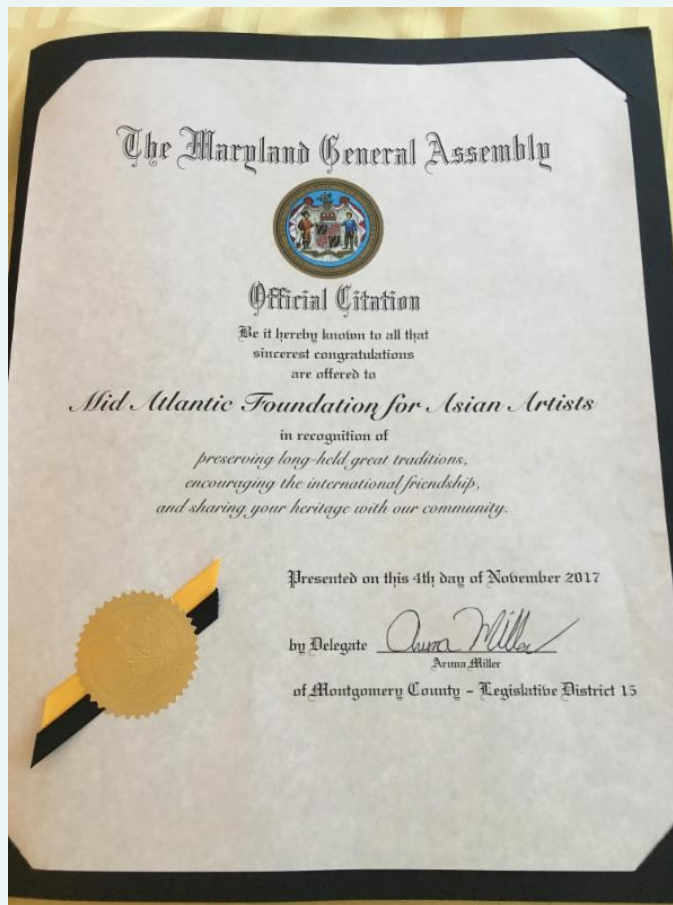 The Maryland General Assembly
Official Citation
Be it hereby known to all that
sincerest congratulations
are offered to
Mid Atlantic Foundation for Asian Artists
in recognition of
preserving long-held great traditions,
encouraging the international friendship,
and sharing your heritage with our community.
Presented on this 4th day of November 2017
by Delegate Aruna Miller
Aruna Miller
of Montgomery County - Legislative District 15